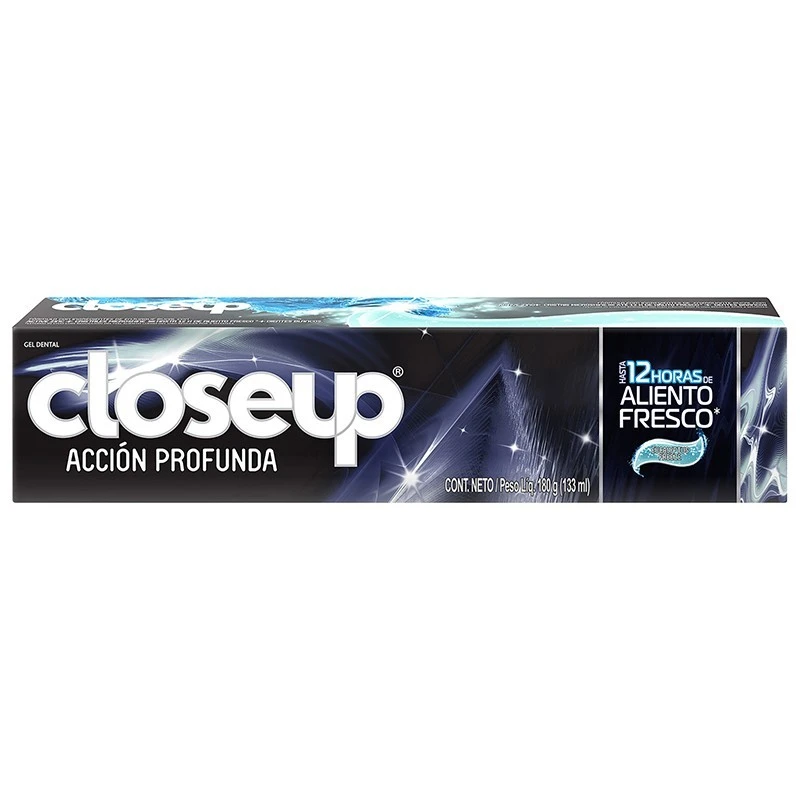 closeup
GEL DENTAL
closeup®
ACCIÓN PROFUNDA
CONT. NETO / Peso Líq. 180 g (133 ml)
HASTA 12 HORAS DE
ALIENTO
FRESCO*